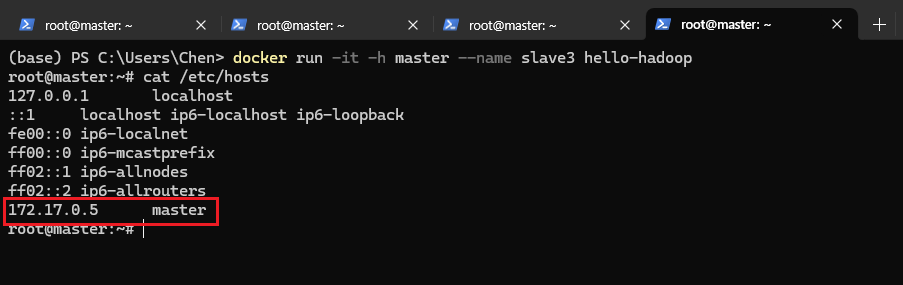 root@master: ~
root@master: ~
root@master: ~
root@master: ~
(base) PS C:\Users\Chen> docker run -it -h master --name slave3 hello-hadoop
root@master:~# cat /etc/hosts
127.0.0.1       localhost
::1     localhost ip6-localhost ip6-loopback
fe00::0 ip6-localnet
ff00::0 ip6-mcastprefix
ff02::1 ip6-allnodes
ff02::2 ip6-allrouters
172.17.0.5      master
root@master:~#